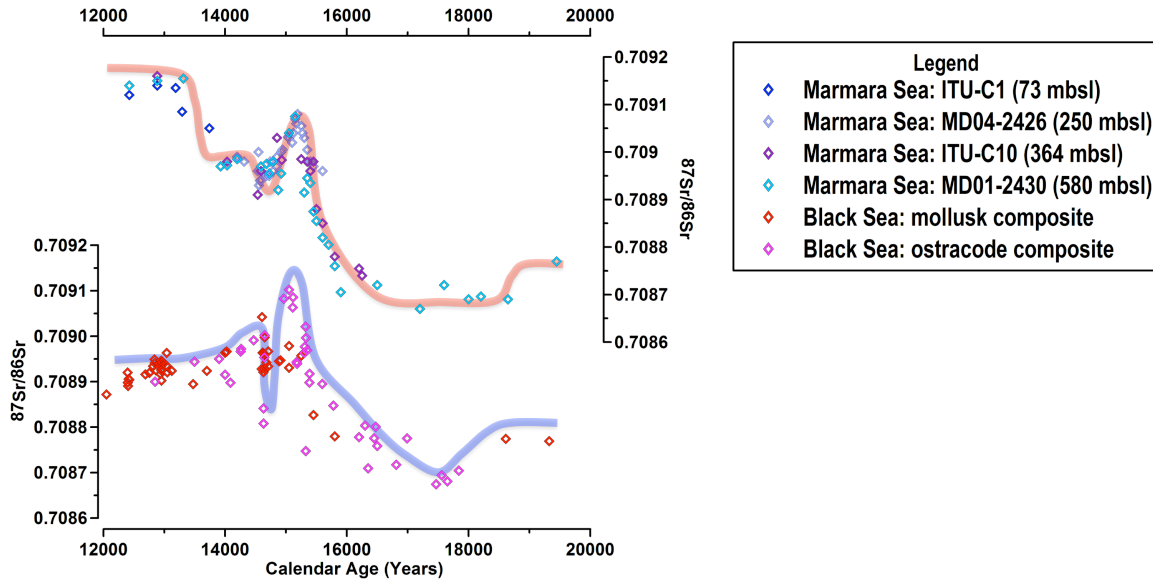 12000 14000 16000 18000 20000
0.7092
0.7091
0.709
0.7089
0.7088
0.7087
0.7086
87Sr/86Sr
Legend
Marmara Sea: ITU-C1 (73 mbsl)
Marmara Sea: MD04-2426 (250 mbsl)
Marmara Sea: ITU-C10 (364 mbsl)
Marmara Sea: MD01-2430 (580 mbsl)
Black Sea: mollusk composite
Black Sea: ostracode composite
0.7092
0.7091
0.7090
0.7089
0.7088
0.7087
0.7086
87Sr/86Sr
12000 14000 16000 18000 20000
Calendar Age (Years)